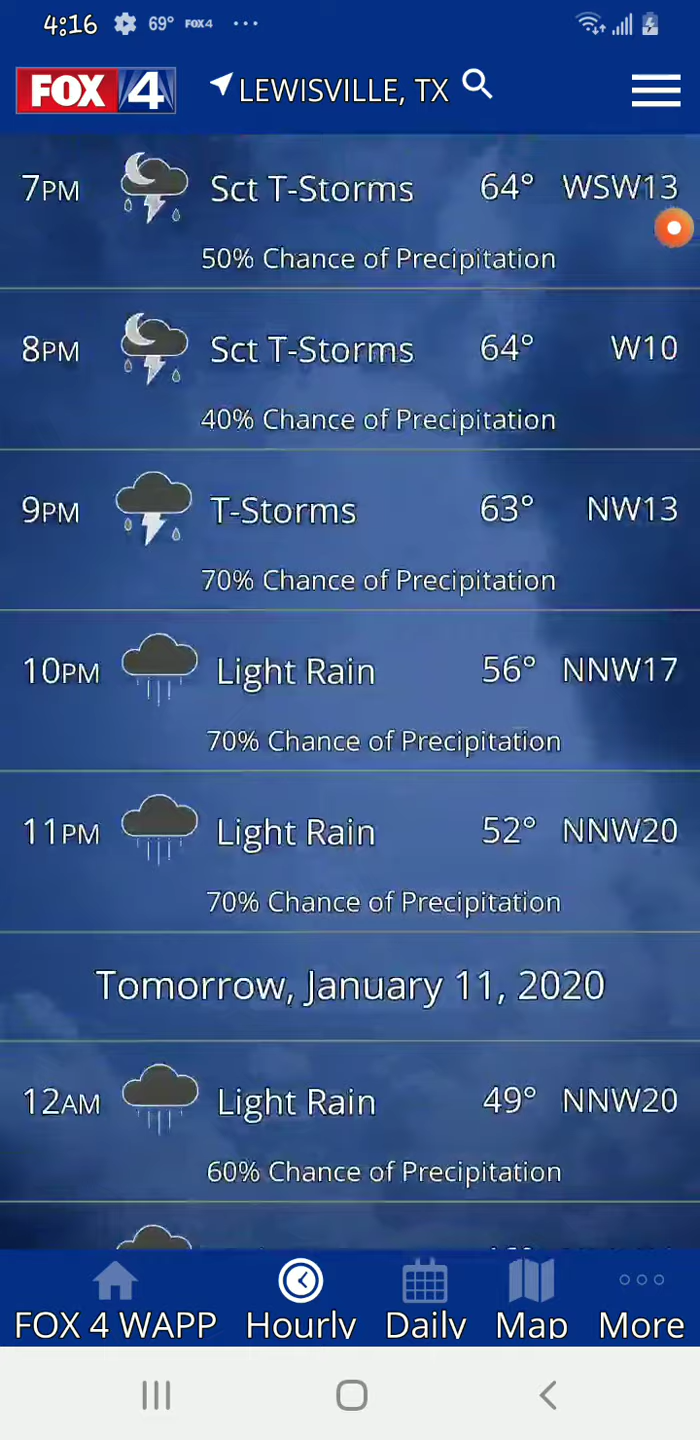 4:16 69° FOX4
FOX 4 LEWISVILLE, TX
7PM Sct T-Storms 64° WSW13
50% Chance of Precipitation
8PM Sct T-Storms 64° W10
40% Chance of Precipitation
9PM T-Storms 63° NW13
70% Chance of Precipitation
10PM Light Rain 56° NNW17
70% Chance of Precipitation
11PM Light Rain 52° NNW20
70% Chance of Precipitation
Tomorrow, January 11, 2020
12AM Light Rain 49° NNW20
60% Chance of Precipitation
FOX 4 WAPP Hourly Daily Map More